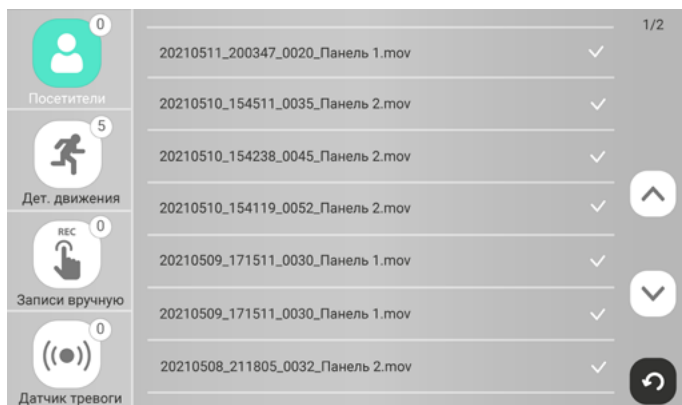 0
Посетители
5
Дет. движения
REC
0
Записи вручную
0
Датчик тревоги
20210511_200347_0020_Панель 1.mov
20210510_154511_0035_Панель 2.mov
20210510_154238_0045_Панель 2.mov
20210510_154119_0052_Панель 2.mov
20210509_171511_0030_Панель 1.mov
20210509_171511_0030_Панель 1.mov
20210508_211805_0032_Панель 2.mov
1/2